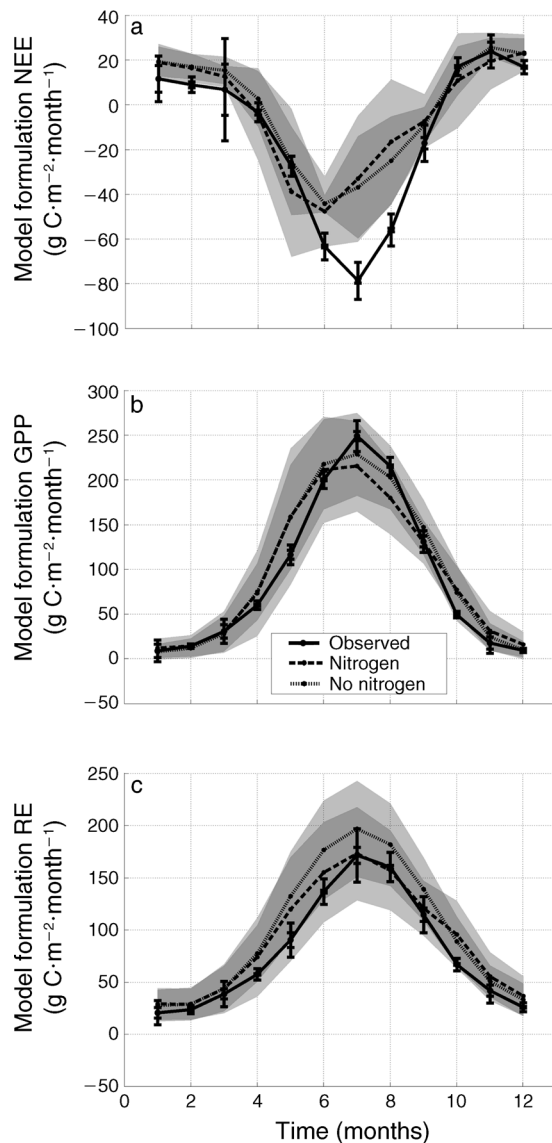 a
Model formulation NEE
(g C·m⁻²·month⁻¹)
40
20
0
−20
−40
−60
−80
−100
b
Model formulation GPP
(g C·m⁻²·month⁻¹)
300
250
200
150
100
50
0
−50
Observed
Nitrogen
No nitrogen
c
Model formulation RE
(g C·m⁻²·month⁻¹)
250
200
150
100
50
0
−50
0 2 4 6 8 10 12
Time (months)